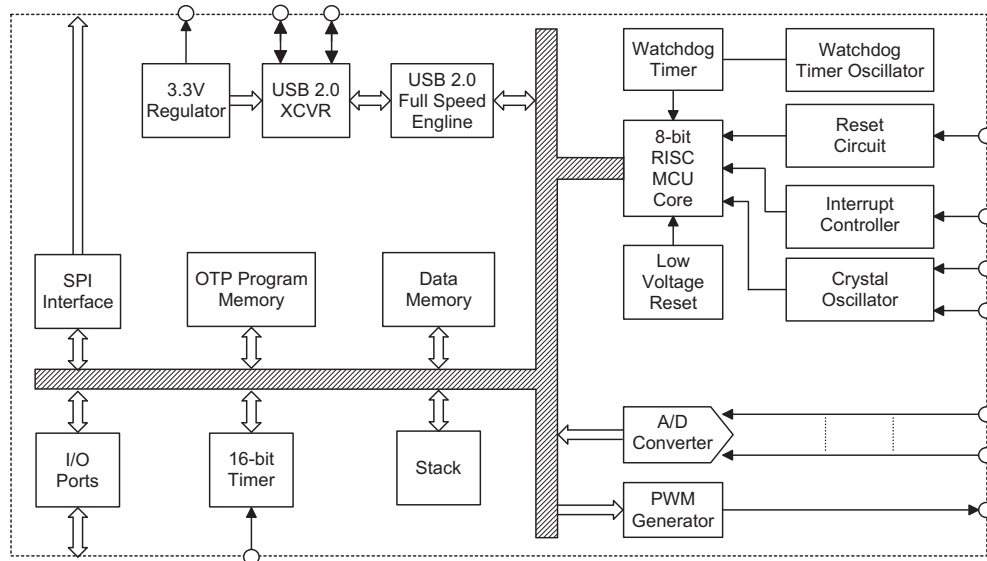 3.3V
Regulator
USB 2.0
XCVR
USB 2.0
Full Speed
Engline
Watchdog
Timer
Watchdog
Timer Oscillator
8-bit
RISC
MCU
Core
Reset
Circuit
Interrupt
Controller
Low
Voltage
Reset
Crystal
Oscillator
SPI
Interface
OTP Program
Memory
Data
Memory
I/O
Ports
16-bit
Timer
Stack
A/D
Converter
PWM
Generator